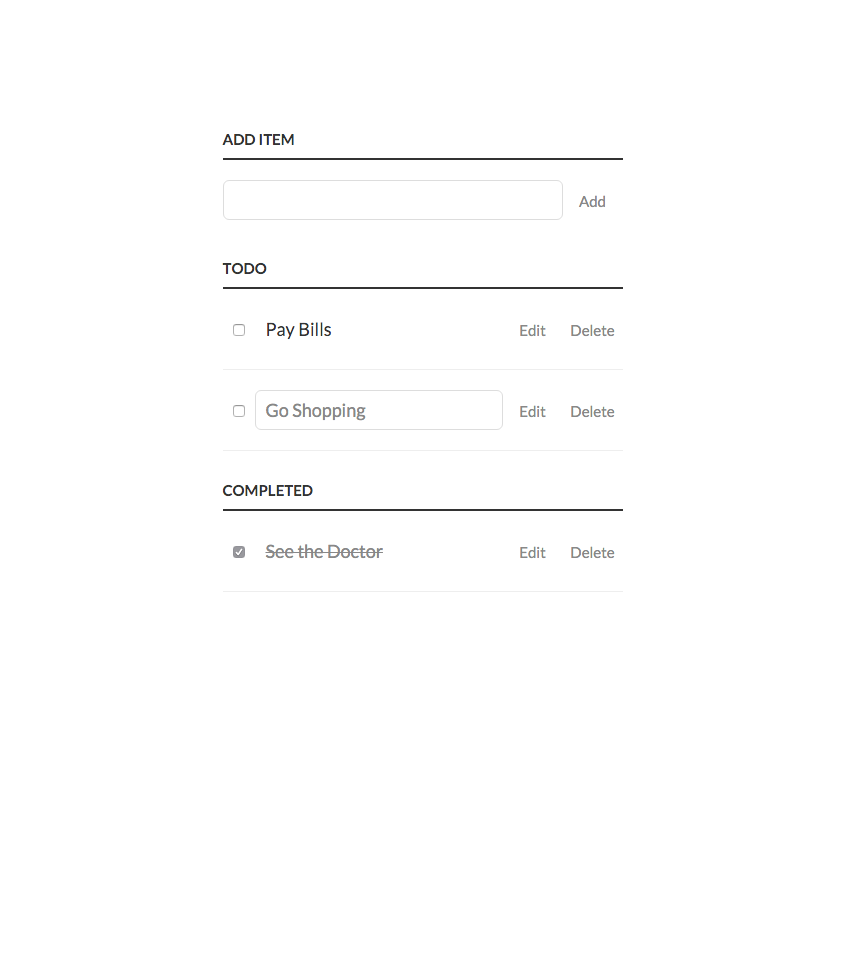 ADD ITEM
Add
TODO
Pay Bills Edit Delete
Go Shopping Edit Delete
COMPLETED
See the Doctor Edit Delete